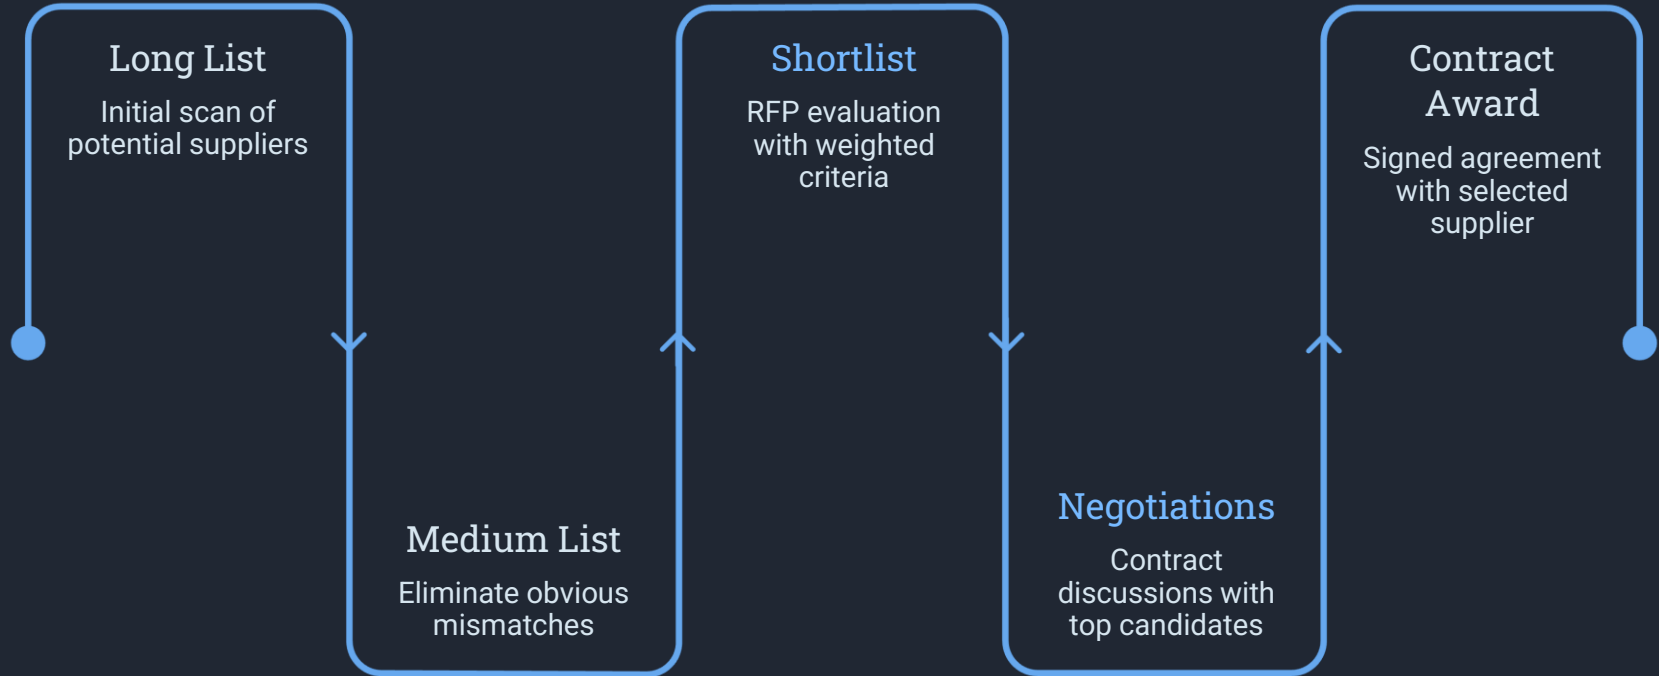 Long List
Initial scan of
potential suppliers
Medium List
Eliminate obvious
mismatches
Shortlist
RFP evaluation
with weighted
criteria
Negotiations
Contract
discussions with
top candidates
Contract
Award
Signed agreement
with selected
supplier